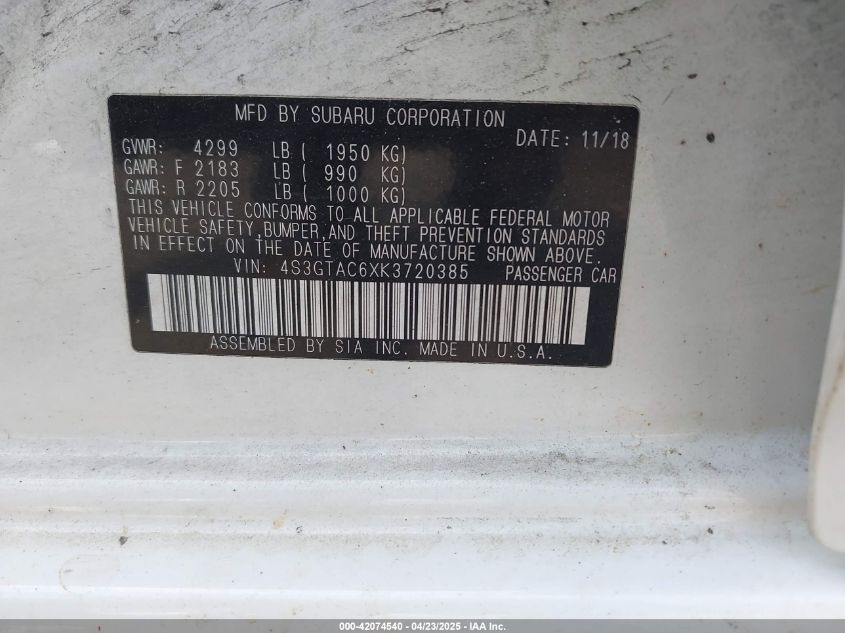 MFD BY SUBARU CORPORATION
DATE: 11/18
GVWR: 4299 LB ( 1950 KG)
GAWR: F 2183 LB ( 990 KG)
GAWR: R 2205 LB ( 1000 KG)
THIS VEHICLE CONFORMS TO ALL APPLICABLE FEDERAL MOTOR
VEHICLE SAFETY, BUMPER, AND THEFT PREVENTION STANDARDS
IN EFFECT ON THE DATE OF MANUFACTURE SHOWN ABOVE.
VIN: 4S3GTAC6XK3720385 PASSENGER CAR
ASSEMBLED BY SIA INC. MADE IN U.S.A.
000-42074540 - 04/23/2025 - IAA Inc.